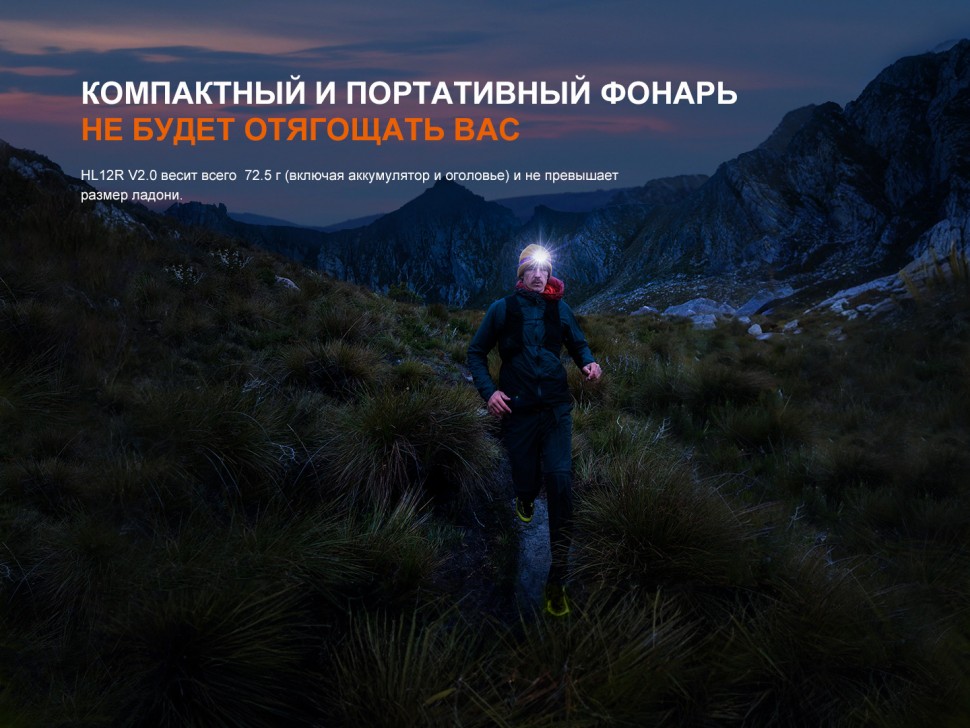 КОМПАКТНЫЙ И ПОРТАТИВНЫЙ ФОНАРЬ
НЕ БУДЕТ ОТЯГОЩАТЬ ВАС
HL12R V2.0 весит всего  72.5 г (включая аккумулятор и оголовье) и не превышает
размер ладони.